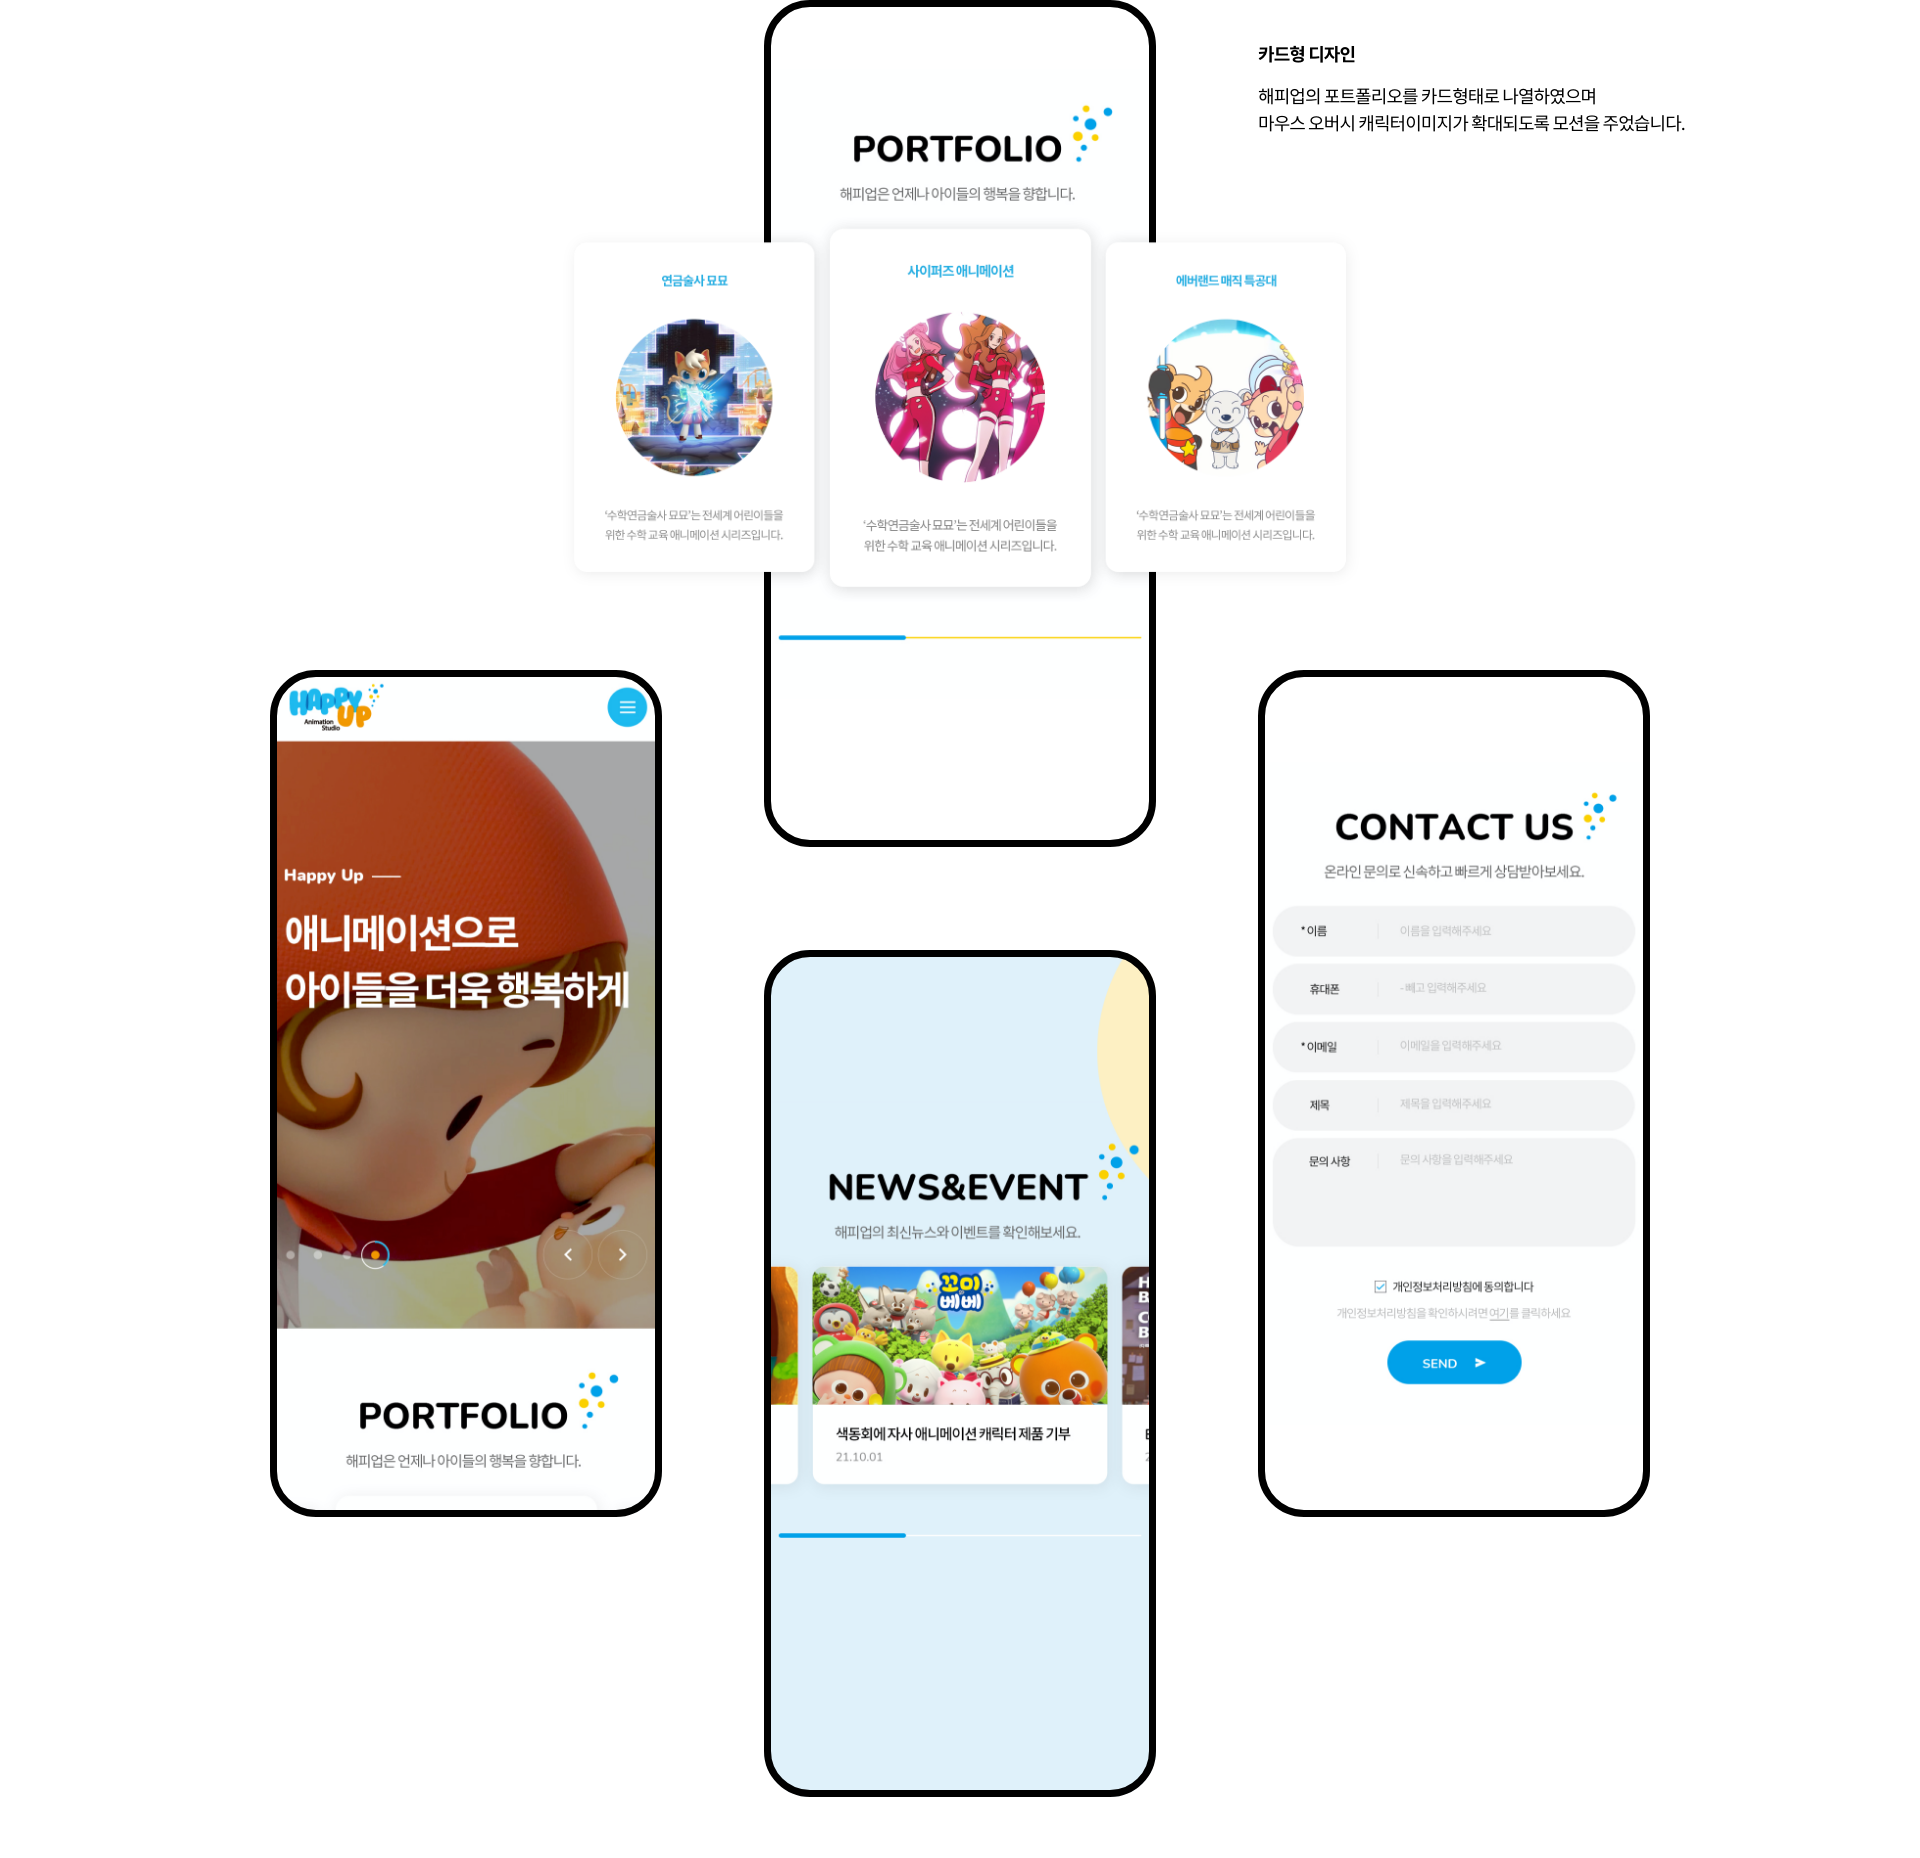 카드형 디자인
해피업의 포트폴리오를 카드형태로 나열하였으며
마우스 오버시 캐릭터이미지가 확대되도록 모션을 주었습니다.
PORTFOLIO
해피업은 언제나 아이들의 행복을 향합니다.
연금술사 묘묘
‘수학연금술사 묘묘’는 전세계 어린이들을
위한 수학 교육 애니메이션 시리즈입니다.
사이퍼즈 애니메이션
‘수학연금술사 묘묘’는 전세계 어린이들을
위한 수학 교육 애니메이션 시리즈입니다.
에버랜드 매직 특공대
‘수학연금술사 묘묘’는 전세계 어린이들을
위한 수학 교육 애니메이션 시리즈입니다.
HAPPY
UP
Animation
Studio
Happy Up
애니메이션으로
아이들을 더욱 행복하게
PORTFOLIO
해피업은 언제나 아이들의 행복을 향합니다.
NEWS&EVENT
해피업의 최신뉴스와 이벤트를 확인해보세요.
꼬미
베베
색동회에 자사 애니메이션 캐릭터 제품 기부
21.10.01
CONTACT US
온라인 문의로 신속하고 빠르게 상담받아보세요.
* 이름 이름을 입력해주세요
휴대폰 - 빼고 입력해주세요
* 이메일 이메일을 입력해주세요
제목 제목을 입력해주세요
문의 사항 문의 사항을 입력해주세요
개인정보처리방침에 동의합니다
개인정보처리방침을 확인하시려면 여기를 클릭하세요
SEND